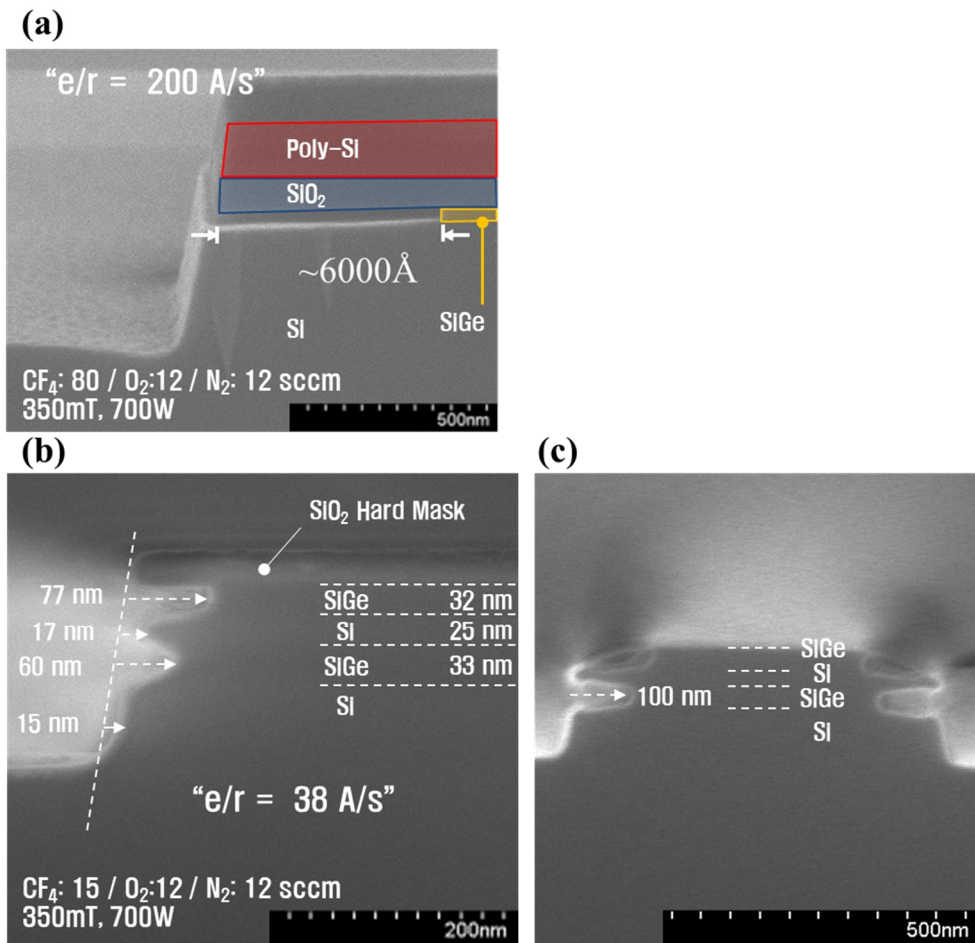 (a)
“e/r = 200 A/s”
Poly-Si
SiO₂
~6000Å
Si
SiGe
CF₄: 80 / O₂:12 / N₂: 12 sccm
350mT, 700W
500nm
(b)
SiO₂ Hard Mask
77 nm
SiGe 32 nm
17 nm
Si 25 nm
60 nm
SiGe 33 nm
Si
15 nm
“e/r = 38 A/s”
CF₄: 15 / O₂:12 / N₂: 12 sccm
350mT, 700W
200nm
(c)
SiGe
Si
100 nm
SiGe
Si
500nm